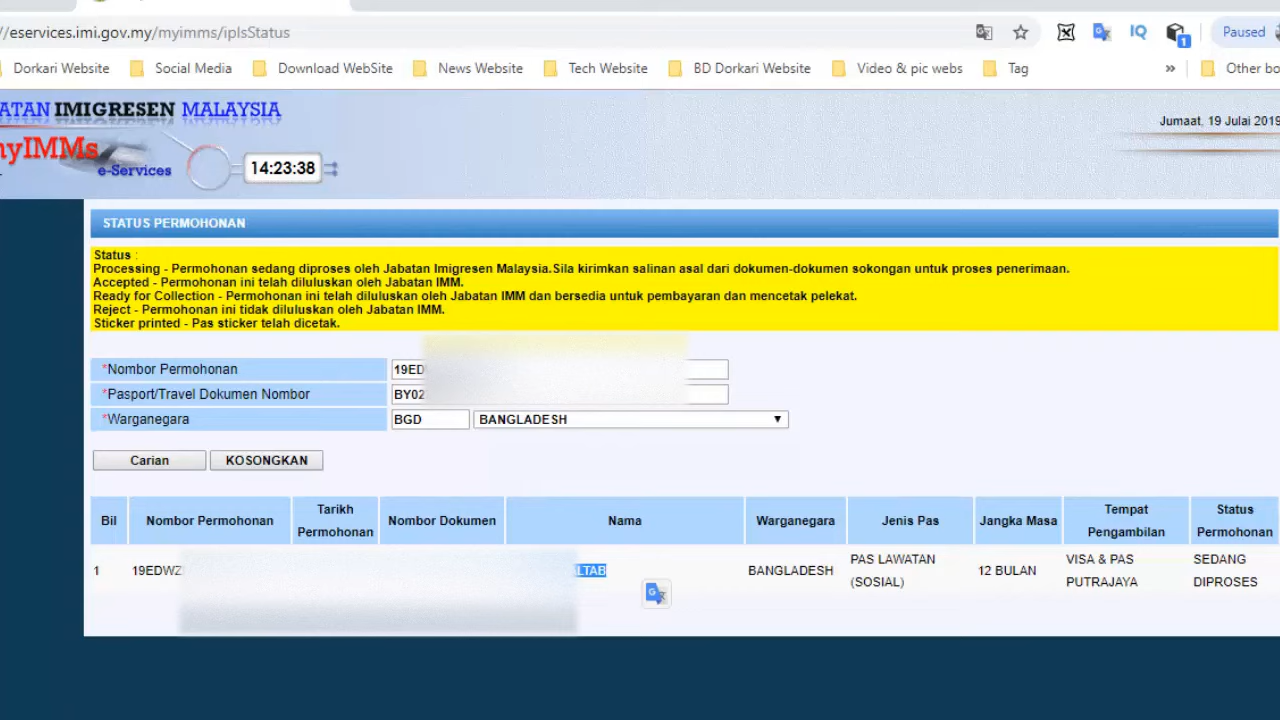 //eservices.imi.gov.my/myimms/iplsStatus
Paused
Dorkari Website Social Media Download WebSite News Website Tech Website BD Dorkari Website Video & pic webs Tag » Other bo
ATAN IMIGRESEN MALAYSIA
Jumaat, 19 Julai 2019
myIMMs
e-Services
14:23:38
STATUS PERMOHONAN
Status :
Processing - Permohonan sedang diproses oleh Jabatan Imigresen Malaysia.Sila kirimkan salinan asal dari dokumen-dokumen sokongan untuk proses penerimaan.
Accepted - Permohonan ini telah diluluskan oleh Jabatan IMM.
Ready for Collection - Permohonan ini telah diluluskan oleh Jabatan IMM dan bersedia untuk pembayaran dan mencetak pelekat.
Reject - Permohonan ini tidak diluluskan oleh Jabatan IMM.
Sticker printed - Pas sticker telah dicetak.
*Nombor Permohonan 19ED
*Pasport/Travel Dokumen Nombor BY02
*Warganegara BGD BANGLADESH
Carian KOSONGKAN
Bil Nombor Permohonan Tarikh Permohonan Nombor Dokumen Nama Warganegara Jenis Pas Jangka Masa Tempat Pengambilan Status Permohonan
1 19EDWZ LTAB BANGLADESH PAS LAWATAN (SOSIAL) 12 BULAN VISA & PAS PUTRAJAYA SEDANG DIPROSES